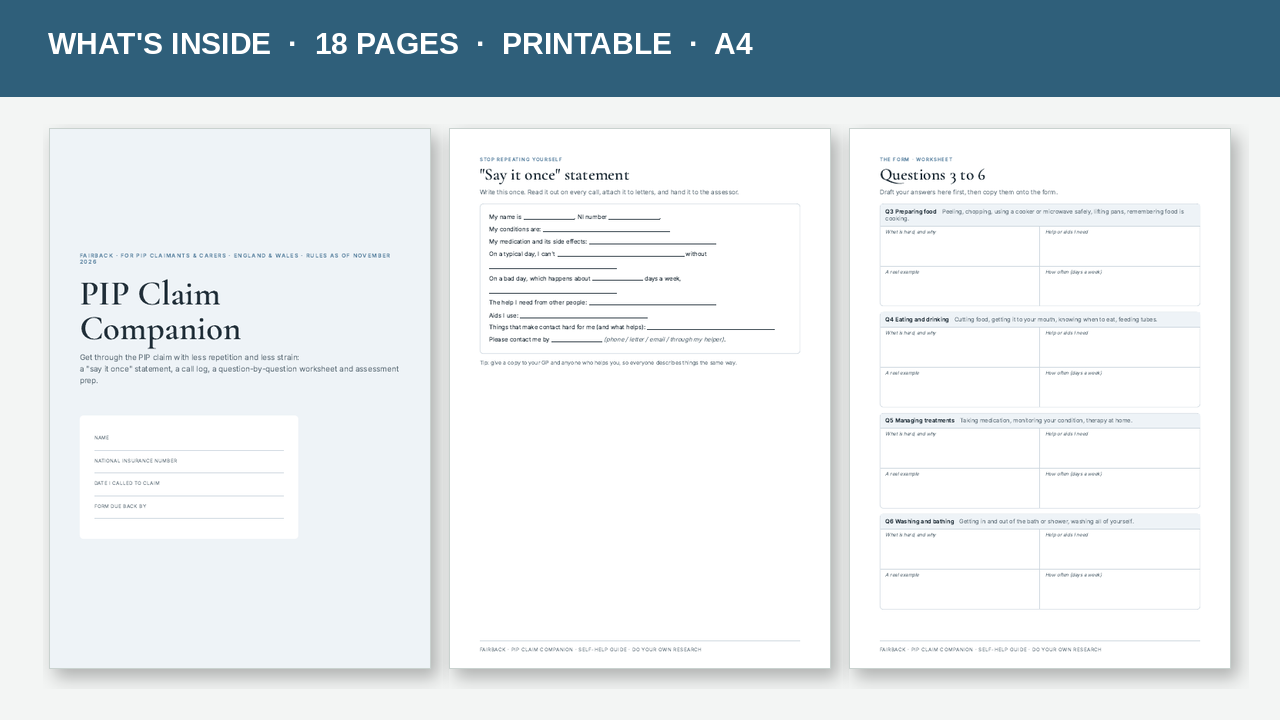 WHAT'S INSIDE · 18 PAGES · PRINTABLE · A4
FAIRBACK · FOR PIP CLAIMANTS & CARERS · ENGLAND & WALES · RULES AS OF NOVEMBER
2026
PIP Claim
Companion
Get through the PIP claim with less repetition and less strain:
a "say it once" statement, a call log, a question-by-question worksheet and assessment
prep.
NAME
NATIONAL INSURANCE NUMBER
DATE I CALLED TO CLAIM
FORM DUE BACK BY
STOP REPEATING YOURSELF
"Say it once" statement
Write this once. Read it out on every call, attach it to letters, and hand it to the assessor.
My name is ____________, NI number ____________.
My conditions are: ____________
My medication and its side effects: ____________
On a typical day, I can't ____________ without
____________
On a bad day, which happens about ____________ days a week,
____________
The help I need from other people: ____________
Aids I use: ____________
Things that make contact hard for me (and what helps): ____________
Please contact me by ____________ (phone / letter / email / through my helper).
Tip: give a copy to your GP and anyone who helps you, so everyone describes things the same way.
FAIRBACK · PIP CLAIM COMPANION · SELF-HELP GUIDE · DO YOUR OWN RESEARCH
THE FORM · WORKSHEET
Questions 3 to 6
Draft your answers here first, then copy them onto the form.
Q3 Preparing food Peeling, chopping, using a cooker or microwave safely, lifting pans, remembering food is
cooking.
What is hard, and why Help or aids I need
A real example How often (days a week)
Q4 Eating and drinking Cutting food, getting it to your mouth, knowing when to eat, feeding tubes.
What is hard, and why Help or aids I need
A real example How often (days a week)
Q5 Managing treatments Taking medication, monitoring your condition, therapy at home.
What is hard, and why Help or aids I need
A real example How often (days a week)
Q6 Washing and bathing Getting in and out of the bath or shower, washing all of yourself.
What is hard, and why Help or aids I need
A real example How often (days a week)
FAIRBACK · PIP CLAIM COMPANION · SELF-HELP GUIDE · DO YOUR OWN RESEARCH